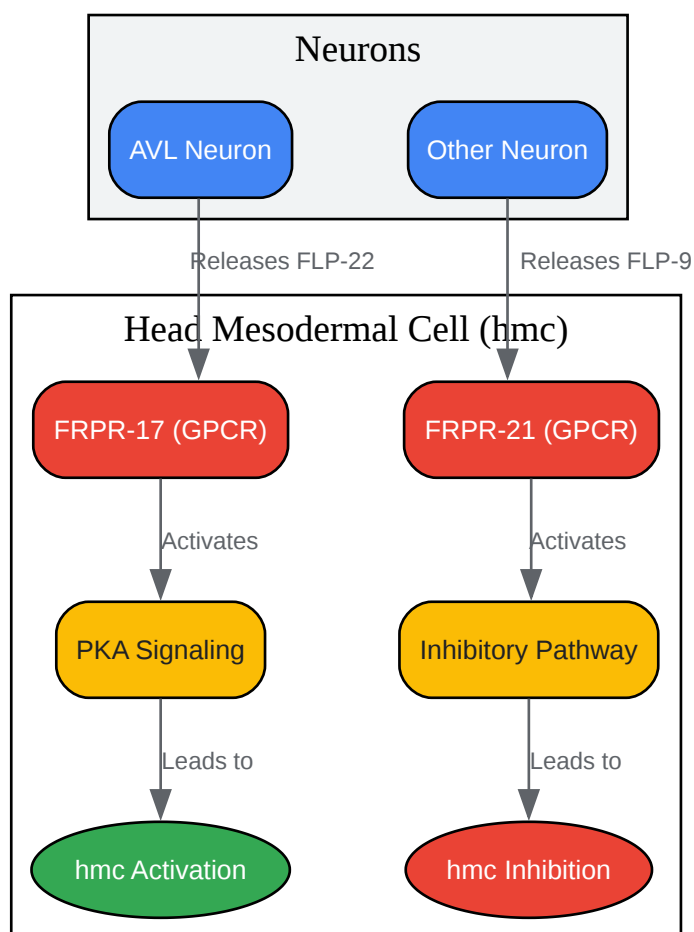 Neurons
AVL Neuron
Other Neuron
Releases FLP-22
Releases FLP-9
Head Mesodermal Cell (hmc)
FRPR-17 (GPCR)
FRPR-21 (GPCR)
Activates
Activates
PKA Signaling
Inhibitory Pathway
Leads to
Leads to
hmc Activation
hmc Inhibition